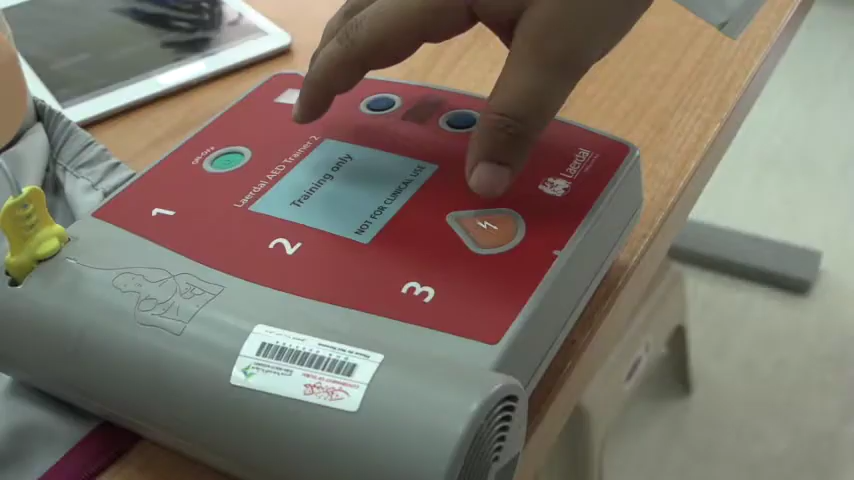 on-off
Laerdal AED Trainer 2
Training only
NOT FOR CLINICAL USE
Laerdal
1
2
3